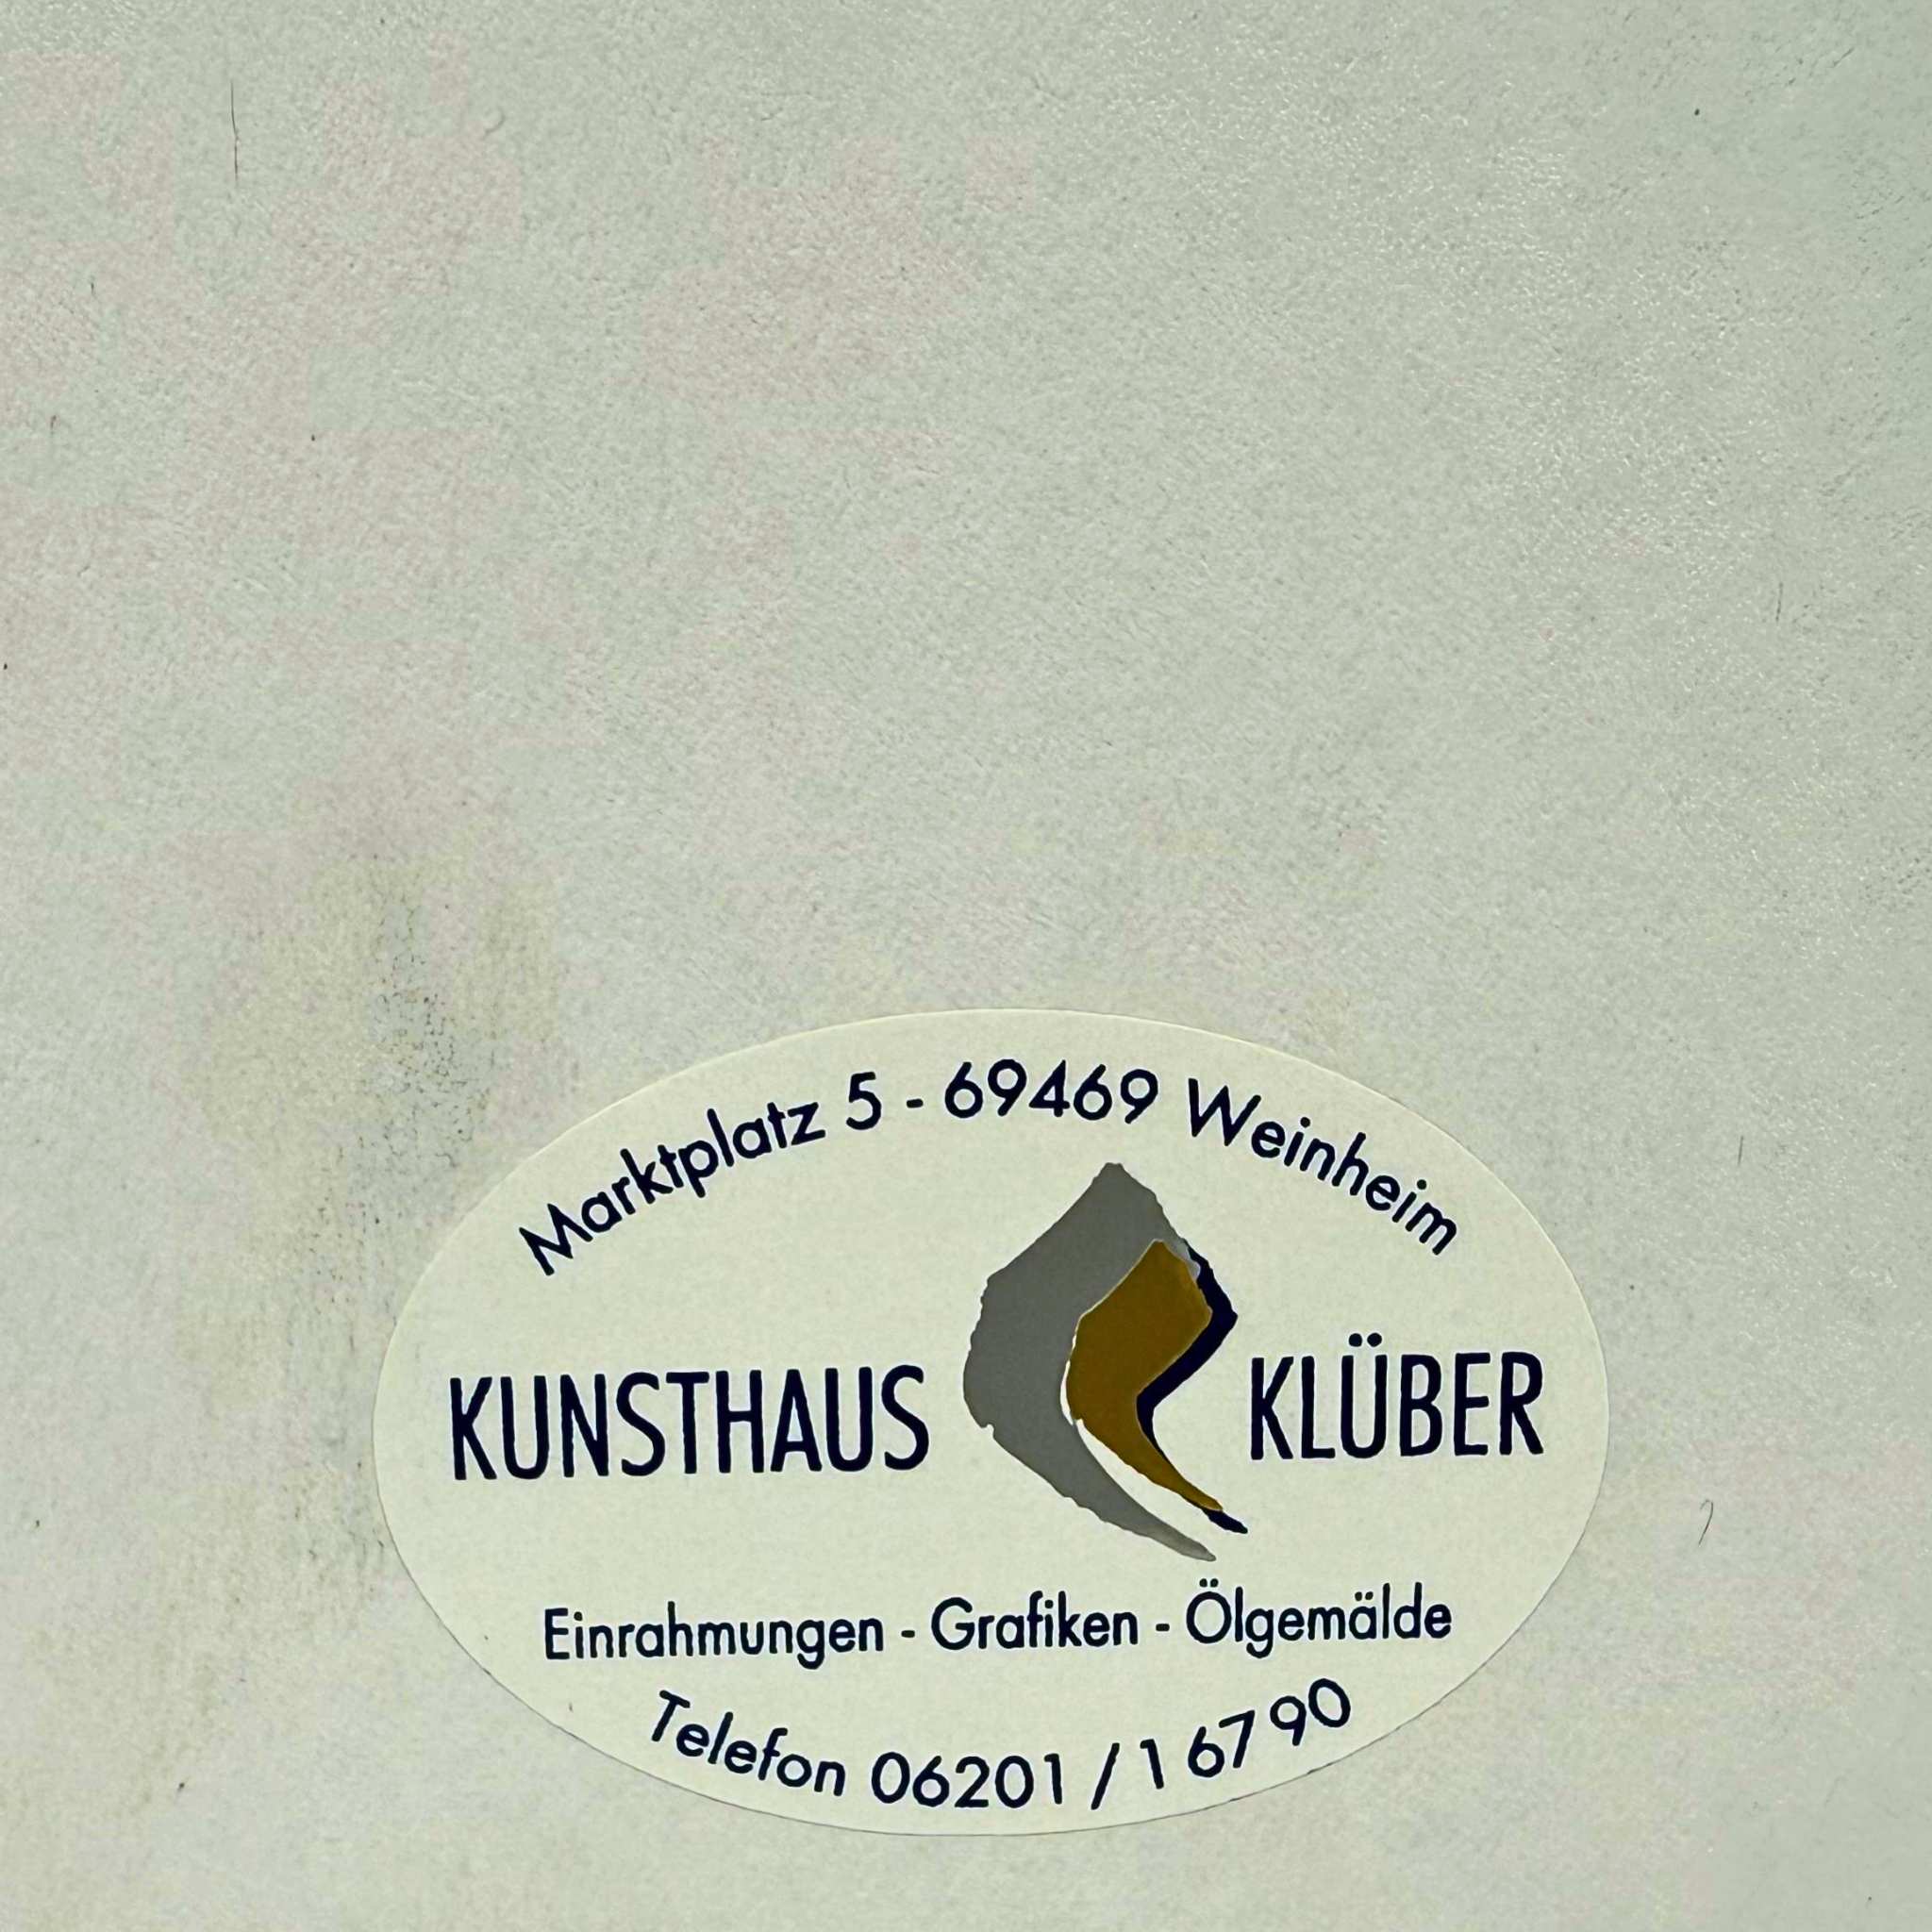 Marktplatz 5 - 69469 Weinheim
KUNSTHAUS KLÜBER
Einrahmungen - Grafiken - Ölgemälde
Telefon 06201 / 1 67 90